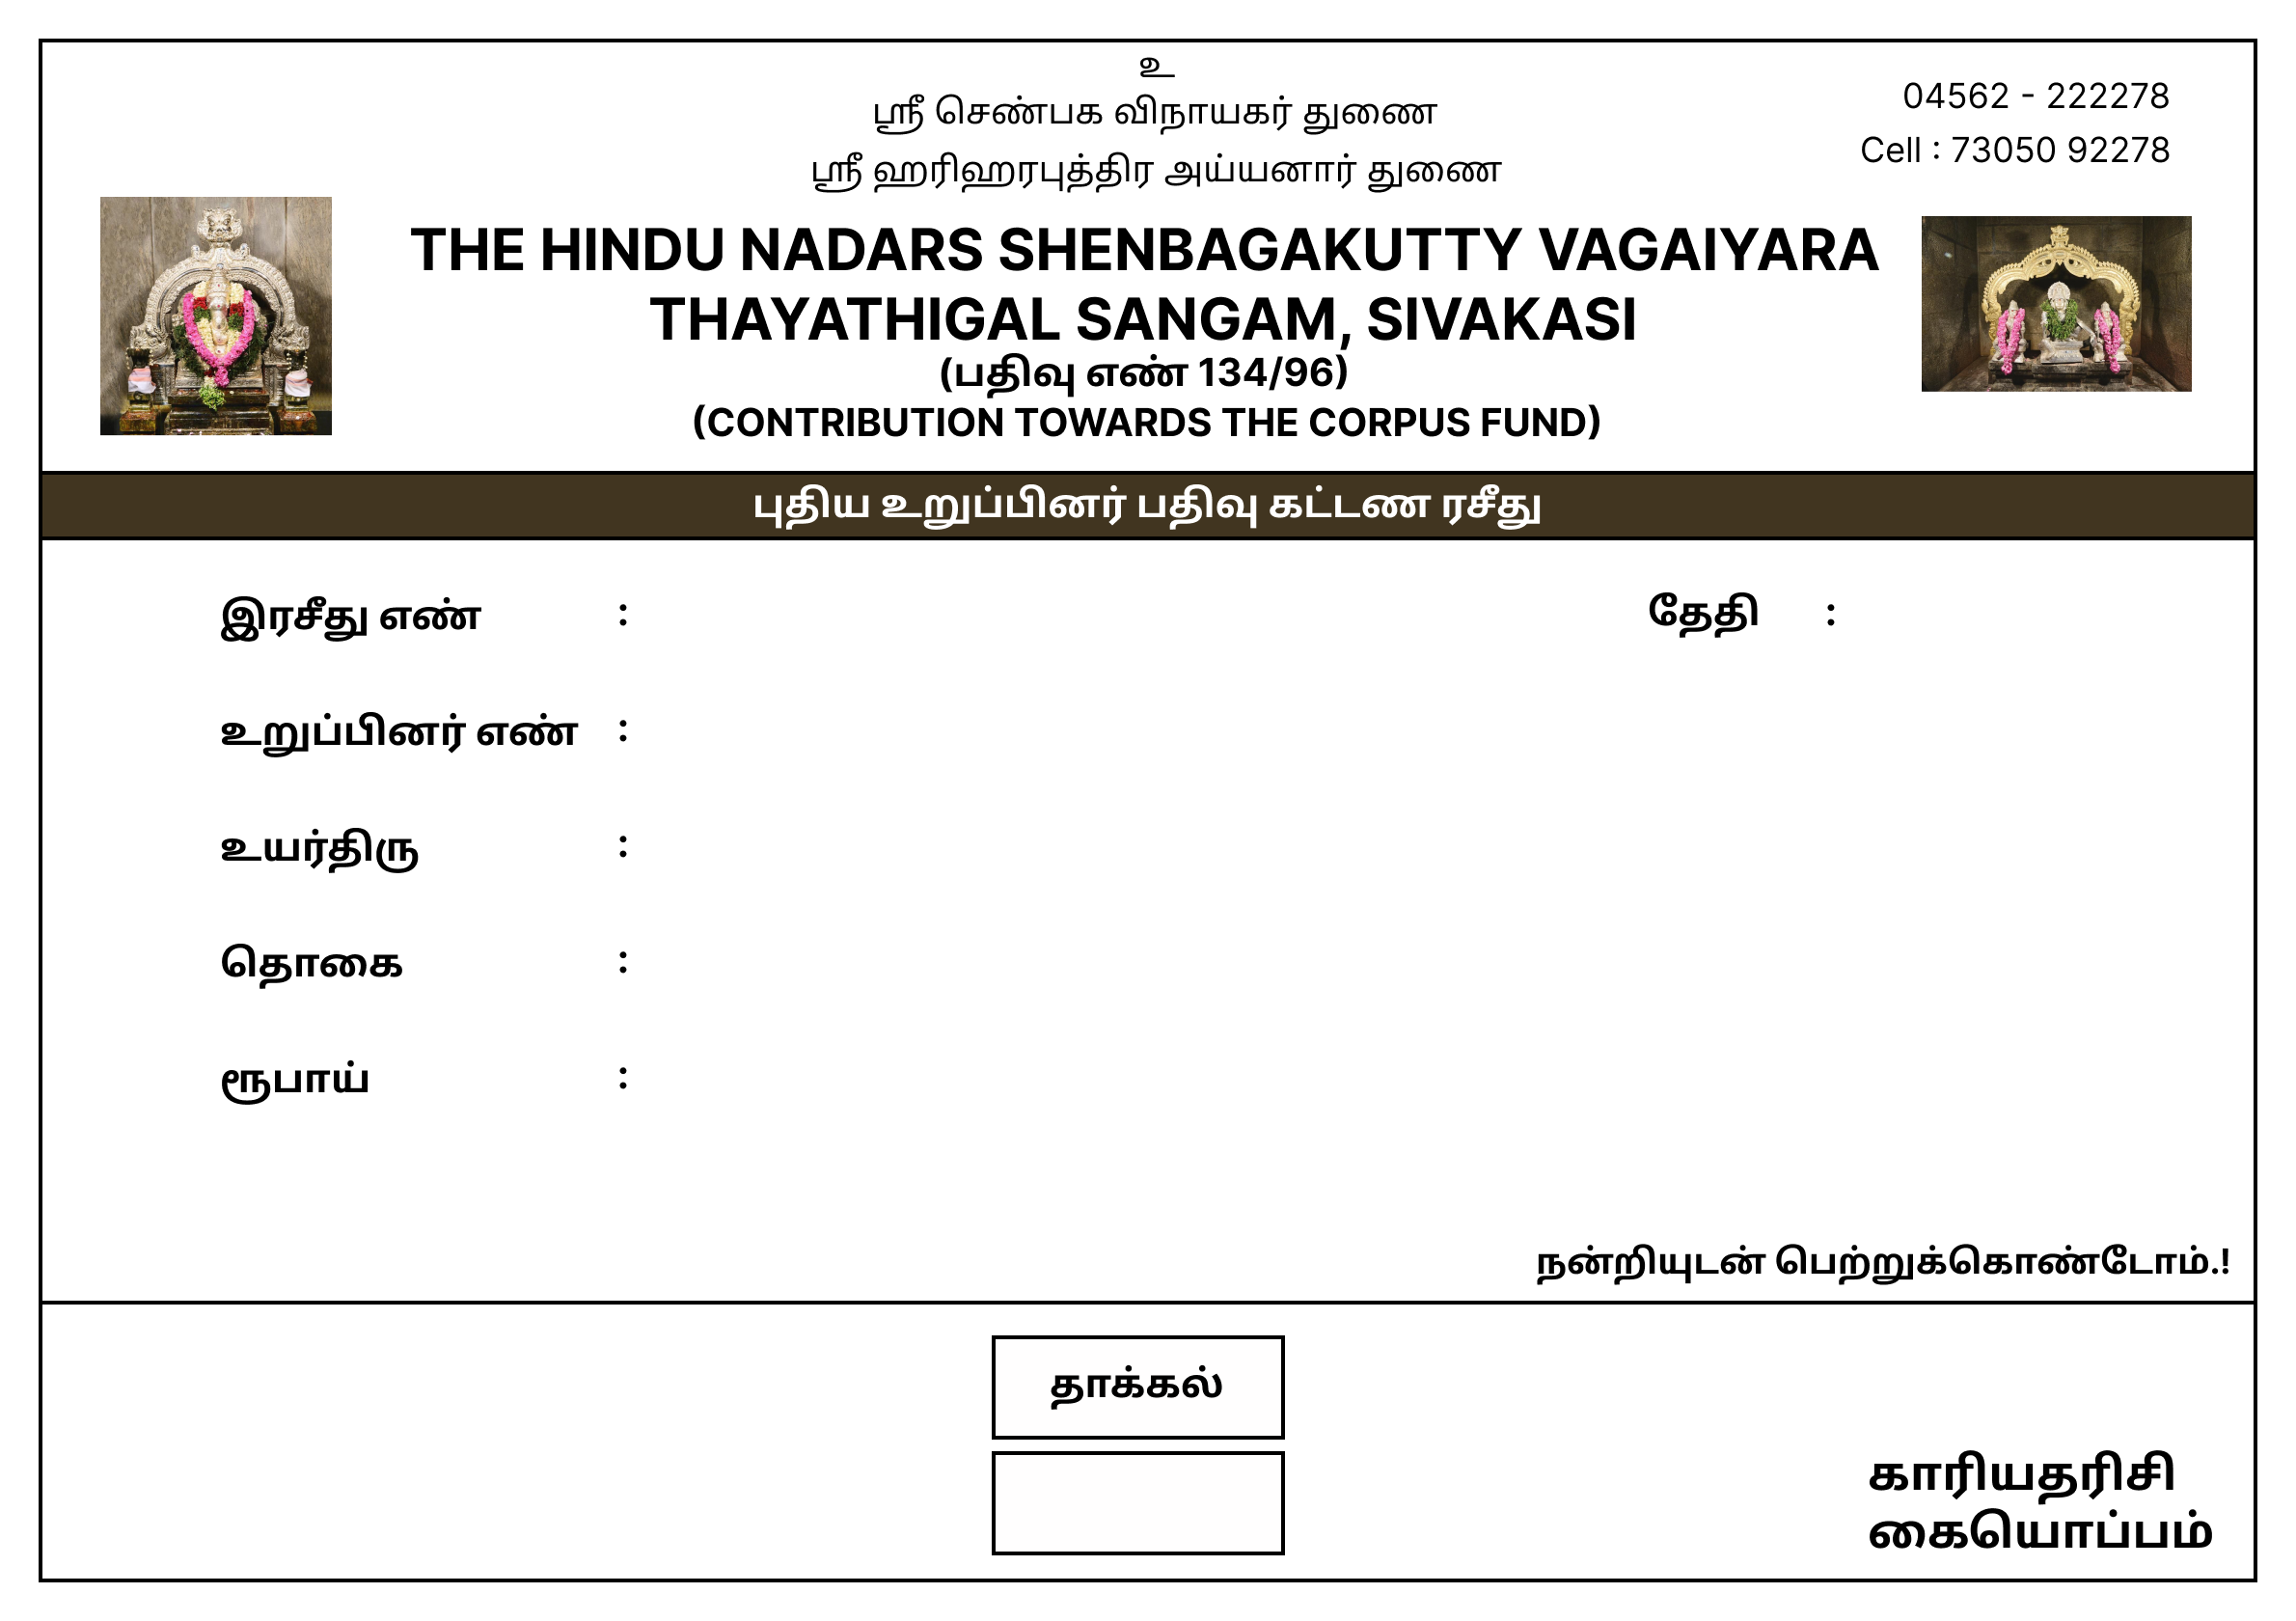 உ
ஸ்ரீ செண்பக விநாயகர் துணை
ஸ்ரீ ஹரிஹரபுத்திர அய்யனார் துணை
04562 - 222278
Cell : 73050 92278
THE HINDU NADARS SHENBAGAKUTTY VAGAIYARA
THAYATHIGAL SANGAM, SIVAKASI
(பதிவு எண் 134/96)
(CONTRIBUTION TOWARDS THE CORPUS FUND)
புதிய உறுப்பினர் பதிவு கட்டண ரசீது
இரசீது எண் : தேதி :
உறுப்பினர் எண் :
உயர்திரு :
தொகை :
ரூபாய் :
நன்றியுடன் பெற்றுக்கொண்டோம்.!
தாக்கல்
காரியதரிசி
கையொப்பம்